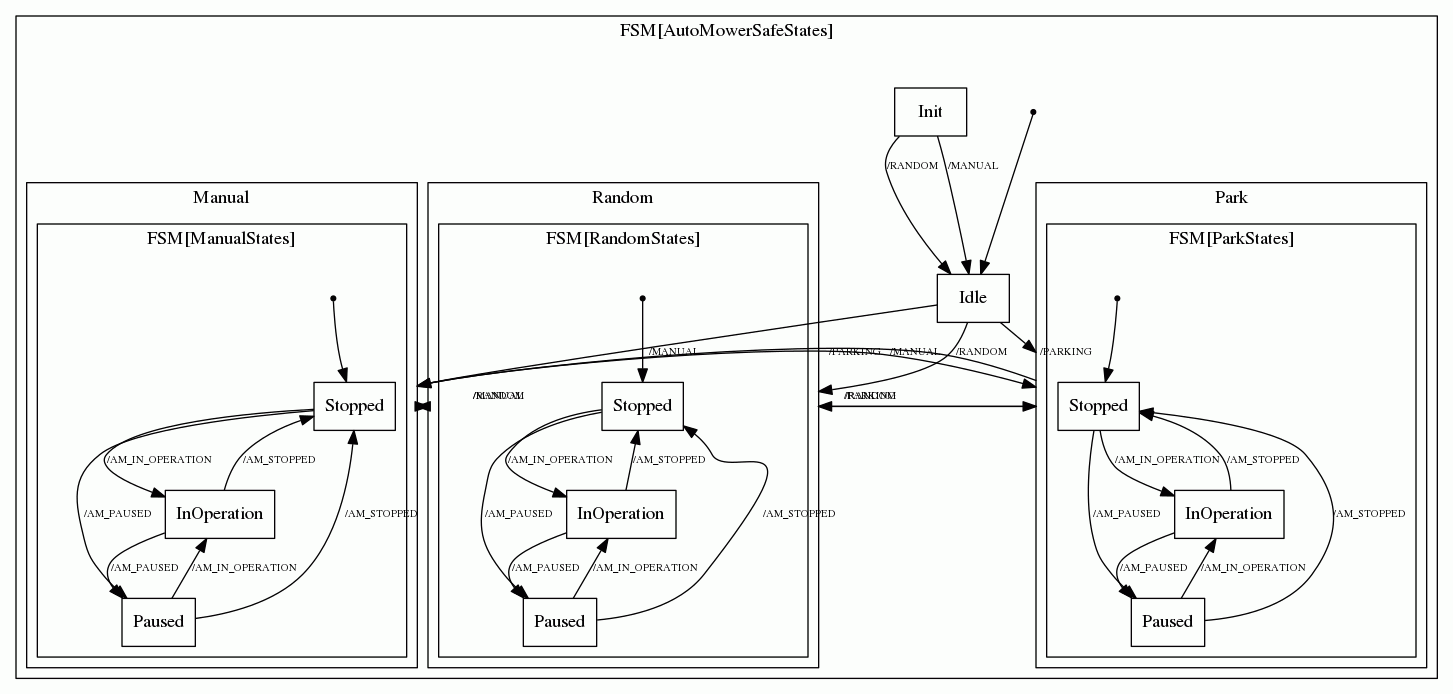 FSM[AutoMowerSafeStates]
Init
/RANDOM
/MANUAL
Manual
Random
Park
FSM[ManualStates]
FSM[RandomStates]
FSM[ParkStates]
Idle
/MANUAL
/PARKING
/MANUAL
/RANDOM
/PARKING
Stopped
Stopped
Stopped
/AM_IN_OPERATION
/AM_STOPPED
/AM_IN_OPERATION
/AM_STOPPED
/AM_IN_OPERATION
/AM_STOPPED
/AM_PAUSED
InOperation
/AM_STOPPED
/AM_PAUSED
InOperation
/AM_STOPPED
/AM_PAUSED
InOperation
/AM_STOPPED
/AM_PAUSED
/AM_IN_OPERATION
/AM_PAUSED
/AM_IN_OPERATION
/AM_PAUSED
/AM_IN_OPERATION
Paused
Paused
Paused